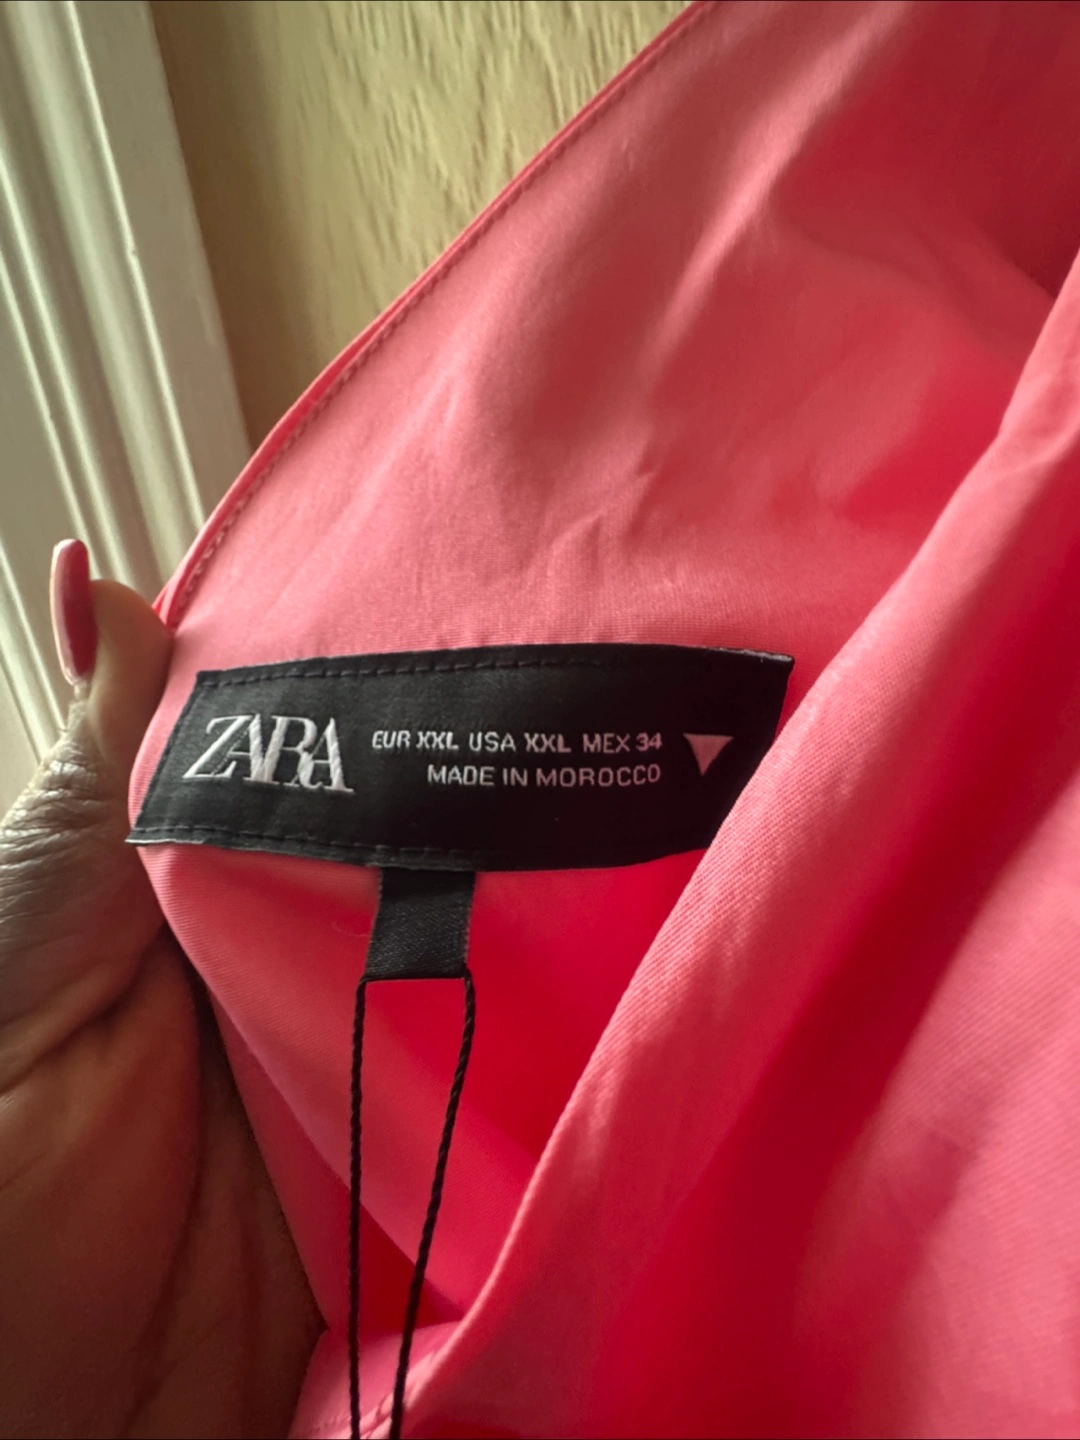 ZARA
EUR XXL USA XXL MEX 34
MADE IN MOROCCO